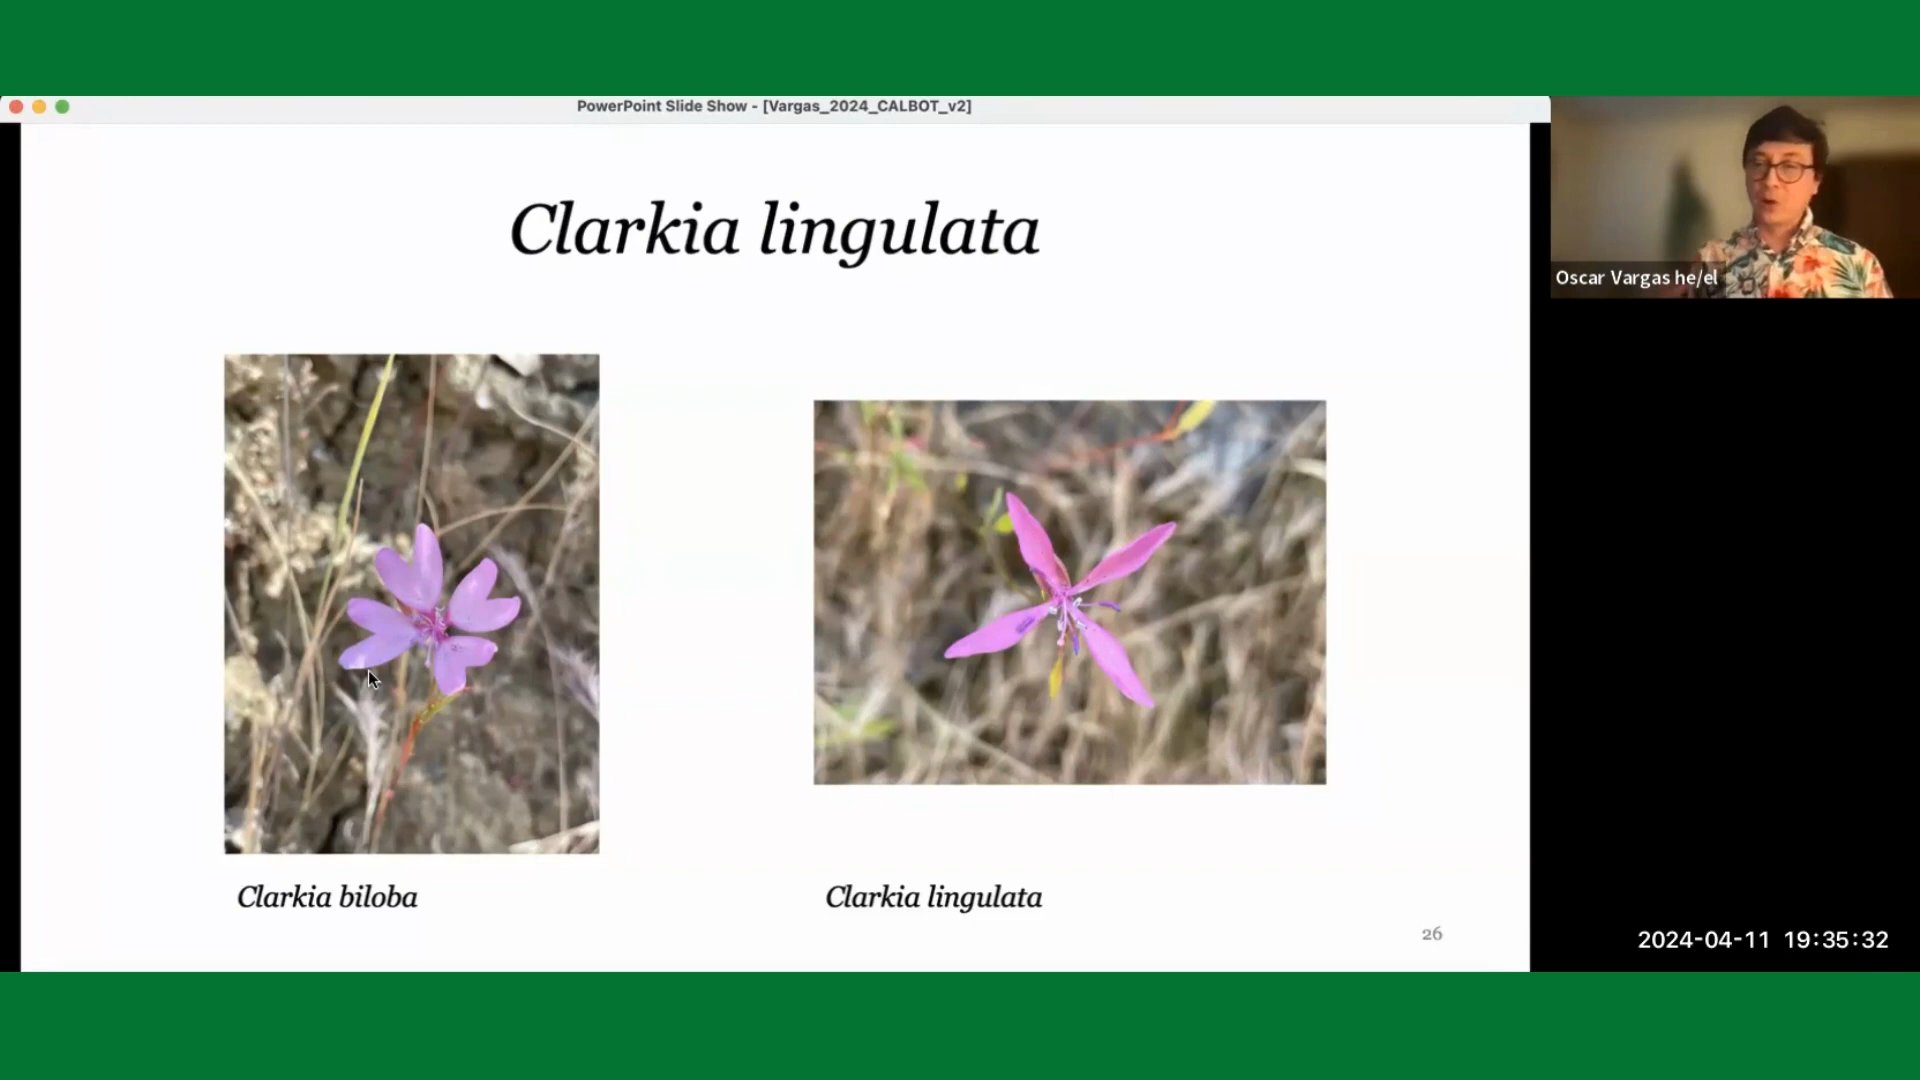 PowerPoint Slide Show - [Vargas_2024_CALBOT_v2]
Clarkia lingulata
Oscar Vargas he/el
Clarkia biloba
Clarkia lingulata
26
2024-04-11 19:35:32